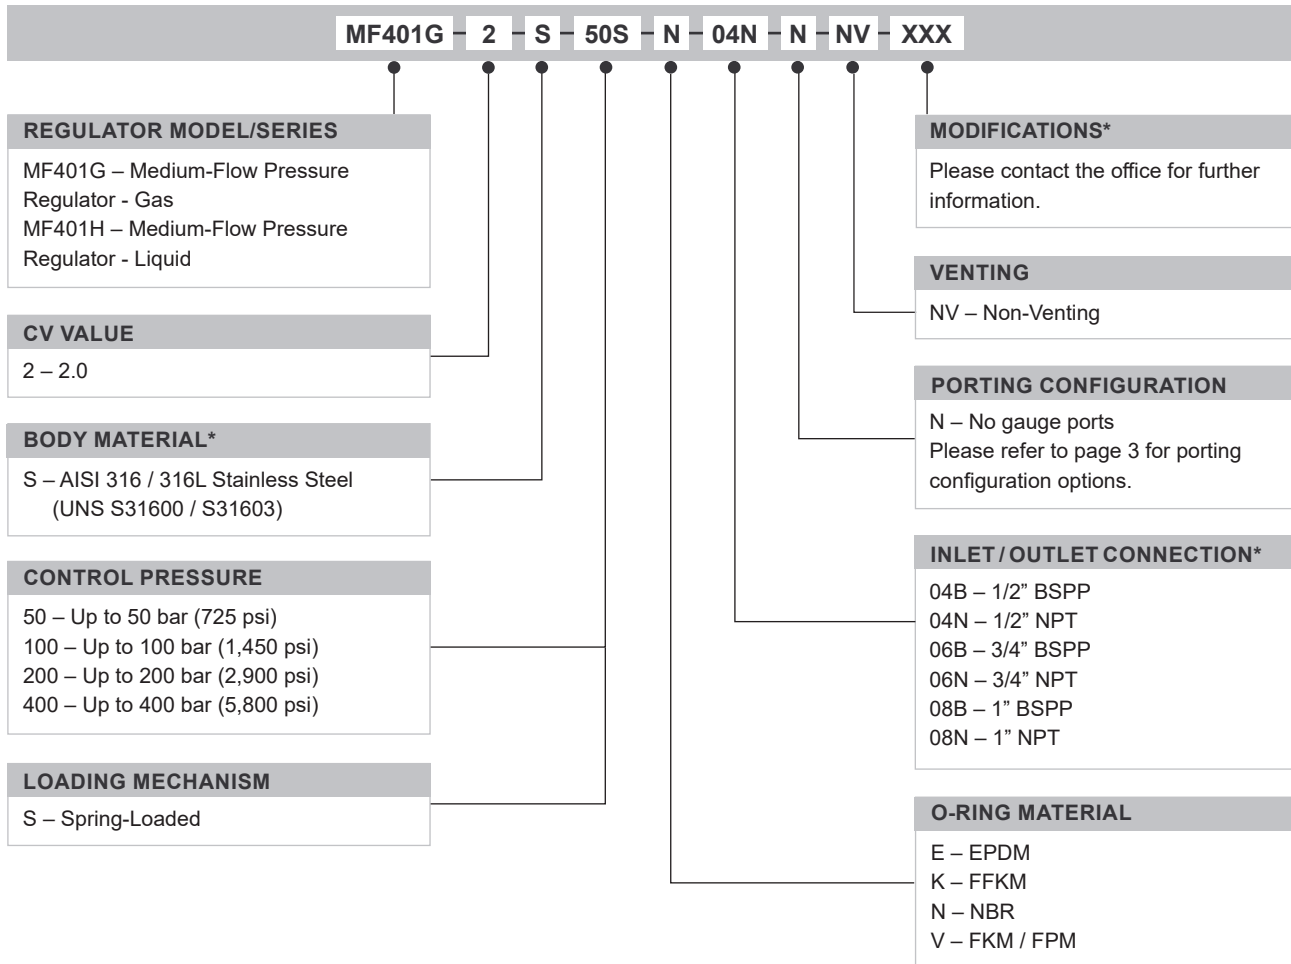 MF401G - 2 - S - 50S - N - 04N - N - NV - XXX
REGULATOR MODEL/SERIES
MF401G – Medium-Flow Pressure
Regulator - Gas
MF401H – Medium-Flow Pressure
Regulator - Liquid
CV VALUE
2 – 2.0
BODY MATERIAL*
S – AISI 316 / 316L Stainless Steel
(UNS S31600 / S31603)
CONTROL PRESSURE
50 – Up to 50 bar (725 psi)
100 – Up to 100 bar (1,450 psi)
200 – Up to 200 bar (2,900 psi)
400 – Up to 400 bar (5,800 psi)
LOADING MECHANISM
S – Spring-Loaded
MODIFICATIONS*
Please contact the office for further
information.
VENTING
NV – Non-Venting
PORTING CONFIGURATION
N – No gauge ports
Please refer to page 3 for porting
configuration options.
INLET / OUTLET CONNECTION*
04B – 1/2” BSPP
04N – 1/2” NPT
06B – 3/4” BSPP
06N – 3/4” NPT
08B – 1” BSPP
08N – 1” NPT
O-RING MATERIAL
E – EPDM
K – FFKM
N – NBR
V – FKM / FPM